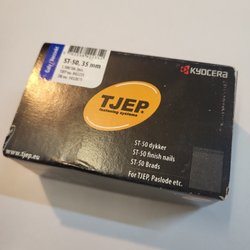 KYOCERA
ST-50, 35 mm
TJEP
fastening systems
ST-50 dykker
ST-50 finish nails
ST-50 Brads
For TJEP, Paslode etc.
www.tjep.eu